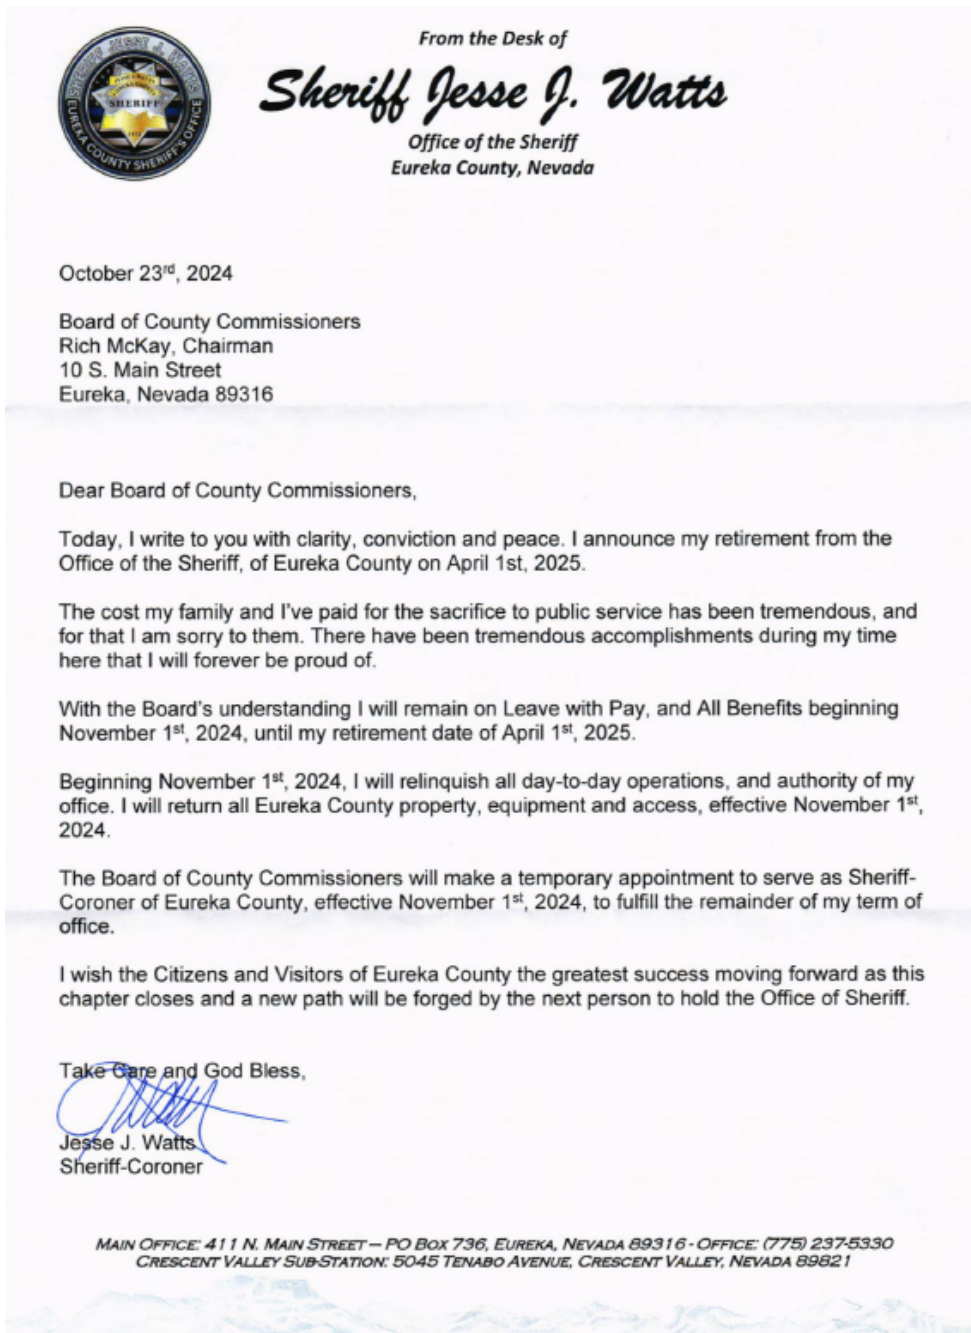 SHERIFF JESSE J. WATTS
SHERIFF
EUREKA COUNTY SHERIFF'S OFFICE
From the Desk of
Sheriff Jesse J. Watts
Office of the Sheriff
Eureka County, Nevada
October 23rd, 2024
Board of County Commissioners
Rich McKay, Chairman
10 S. Main Street
Eureka, Nevada 89316
Dear Board of County Commissioners,
Today, I write to you with clarity, conviction and peace. I announce my retirement from the
Office of the Sheriff, of Eureka County on April 1st, 2025.
The cost my family and I've paid for the sacrifice to public service has been tremendous, and
for that I am sorry to them. There have been tremendous accomplishments during my time
here that I will forever be proud of.
With the Board's understanding I will remain on Leave with Pay, and All Benefits beginning
November 1st, 2024, until my retirement date of April 1st, 2025.
Beginning November 1st, 2024, I will relinquish all day-to-day operations, and authority of my
office. I will return all Eureka County property, equipment and access, effective November 1st,
2024.
The Board of County Commissioners will make a temporary appointment to serve as Sheriff-
Coroner of Eureka County, effective November 1st, 2024, to fulfill the remainder of my term of
office.
I wish the Citizens and Visitors of Eureka County the greatest success moving forward as this
chapter closes and a new path will be forged by the next person to hold the Office of Sheriff.
Take Care and God Bless,
Jesse J. Watts
Sheriff-Coroner
MAIN OFFICE: 411 N. MAIN STREET – PO BOX 736, EUREKA, NEVADA 89316 - OFFICE: (775) 237-5330
CRESCENT VALLEY SUB-STATION: 5045 TENABO AVENUE, CRESCENT VALLEY, NEVADA 89821